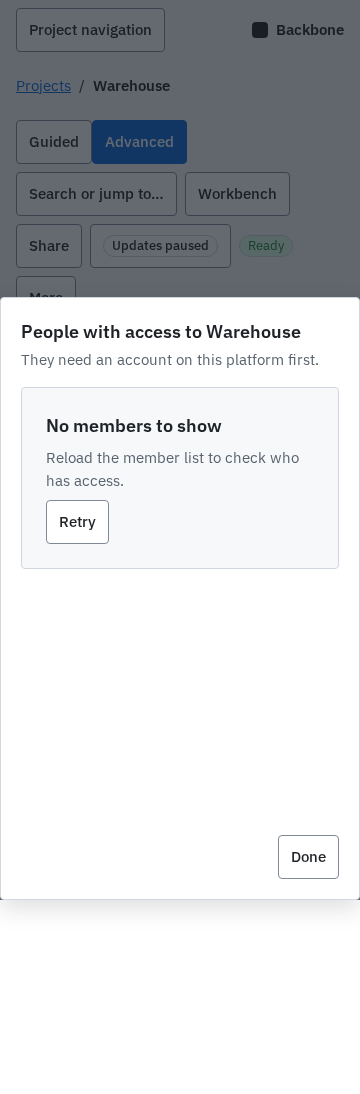 Project navigation
Backbone
Projects / Warehouse
Guided
Advanced
Search or jump to...
Workbench
Share
Updates paused
Ready
More
People with access to Warehouse
They need an account on this platform first.
No members to show
Reload the member list to check who
has access.
Retry
Done